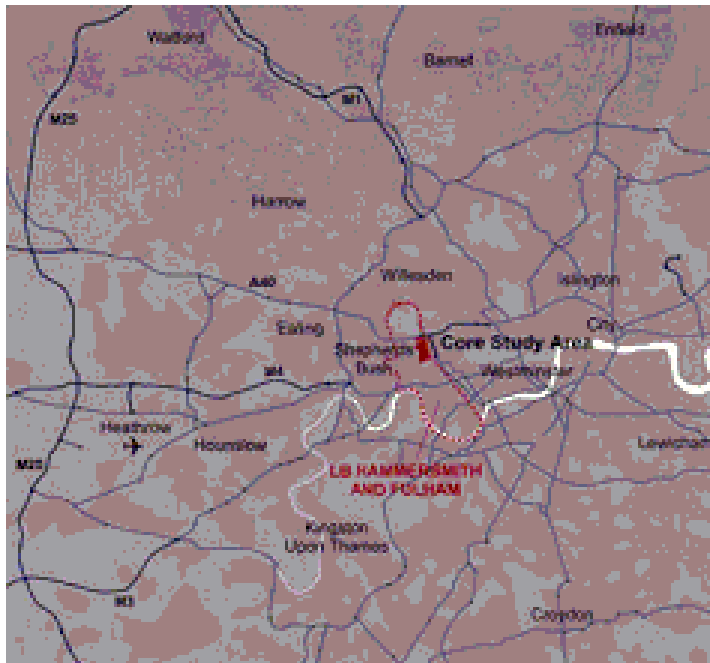 Watford
Enfield
Barnet
M1
M25
Harrow
Willesden
A40
Islington
Ealing
City
Shepherds
Bush
Core Study Area
M4
Westminster
Heathrow
Hounslow
Lewisham
M25
LB HAMMERSMITH
AND FULHAM
Kingston
Upon Thames
M3
Croydon